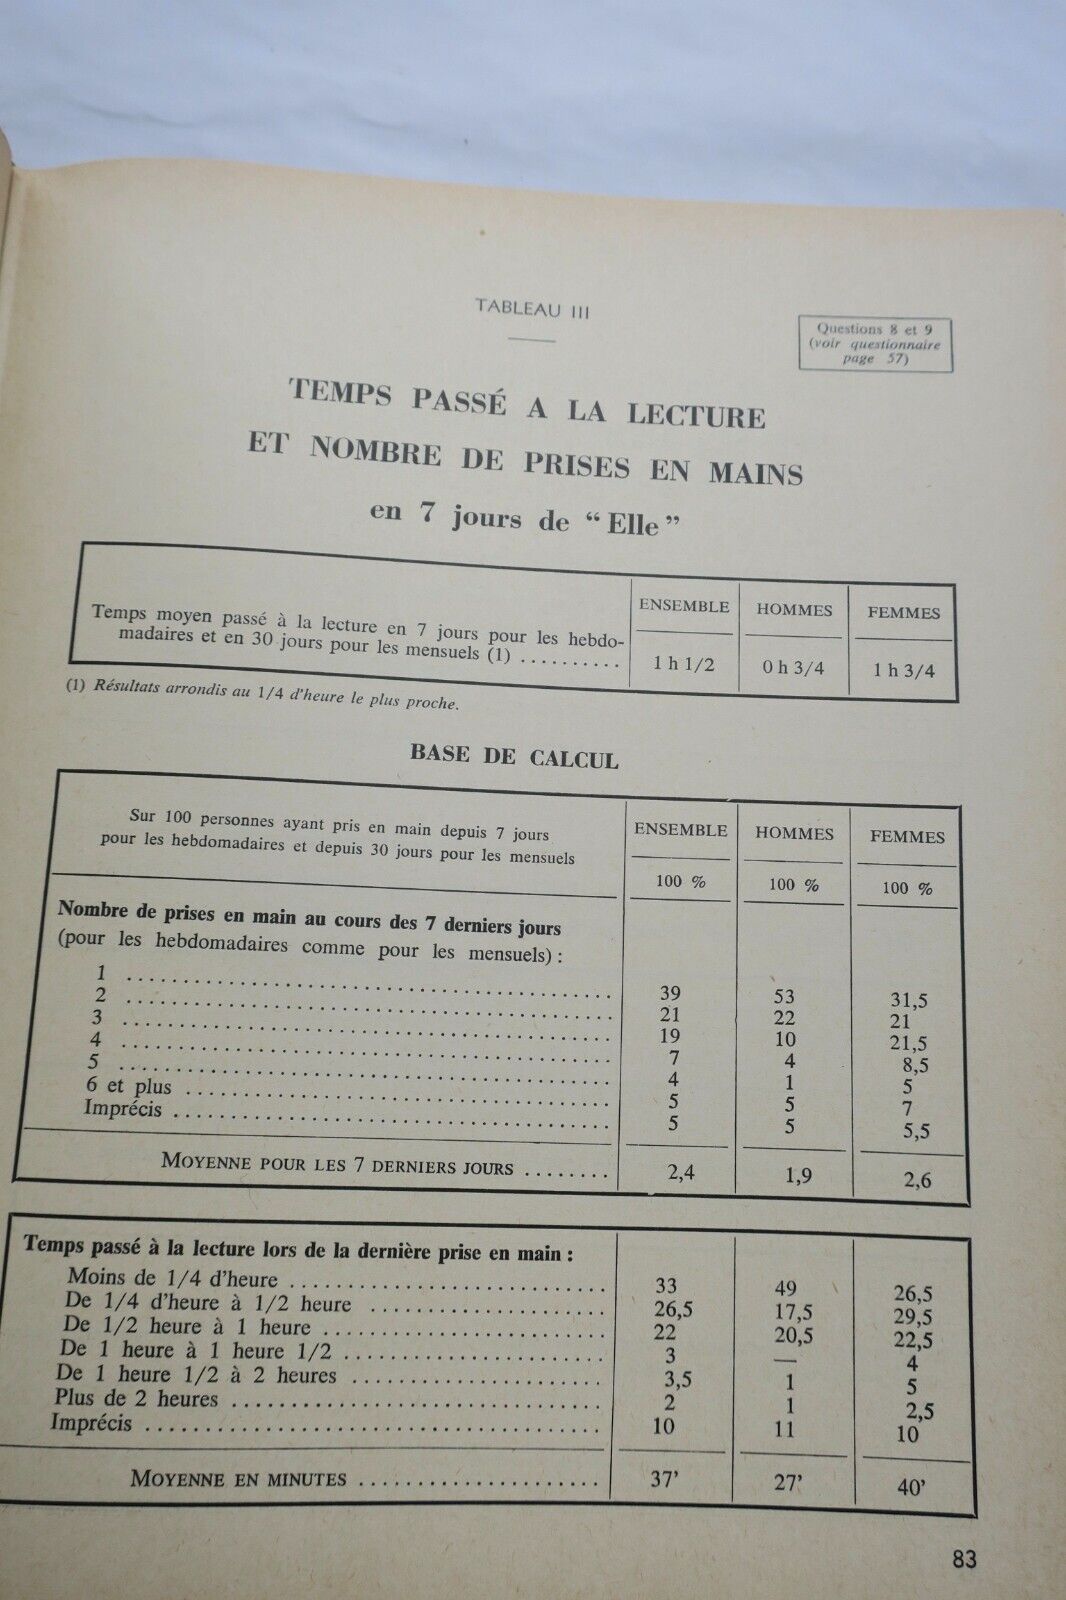 TABLEAU III
Questions 8 et 9
(voir questionnaire
page 57)
TEMPS PASSÉ A LA LECTURE
ET NOMBRE DE PRISES EN MAINS
en 7 jours de “Elle”
ENSEMBLE HOMMES FEMMES
Temps moyen passé à la lecture en 7 jours pour les hebdo-
madaires et en 30 jours pour les mensuels (1) .......... 1 h 1/2 0 h 3/4 1 h 3/4
(1) Résultats arrondis au 1/4 d'heure le plus proche.
BASE DE CALCUL
Sur 100 personnes ayant pris en main depuis 7 jours
pour les hebdomadaires et depuis 30 jours pour les mensuels
ENSEMBLE HOMMES FEMMES
100 % 100 % 100 %
Nombre de prises en main au cours des 7 derniers jours
(pour les hebdomadaires comme pour les mensuels) :
1 .......... 39 53 31,5
2 .......... 21 22 21
3 .......... 19 10 21,5
4 .......... 7 4 8,5
5 .......... 4 1 5
6 et plus .......... 5 5 7
Imprécis .......... 5 5 5,5
MOYENNE POUR LES 7 DERNIERS JOURS ........ 2,4 1,9 2,6
Temps passé à la lecture lors de la dernière prise en main :
Moins de 1/4 d'heure .......... 33 49 26,5
De 1/4 d'heure à 1/2 heure .......... 26,5 17,5 29,5
De 1/2 heure à 1 heure .......... 22 20,5 22,5
De 1 heure à 1 heure 1/2 .......... 3 — 4
De 1 heure 1/2 à 2 heures .......... 3,5 1 5
Plus de 2 heures .......... 2 1 2,5
Imprécis .......... 10 11 10
MOYENNE EN MINUTES .......... 37' 27' 40'
83